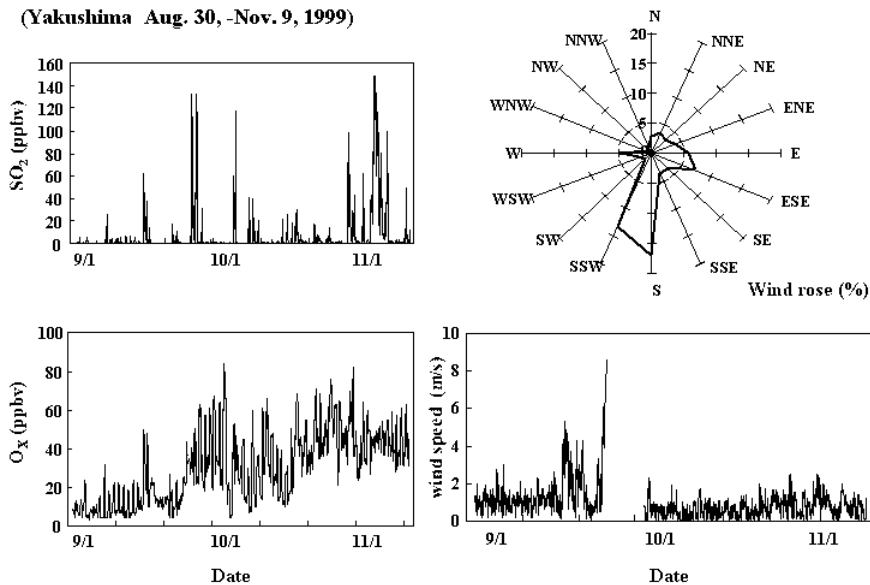 (Yakushima Aug. 30, -Nov. 9, 1999)
SO2 (ppbv)
160
140
120
100
80
60
40
20
0
9/1 10/1 11/1
N
NNE
NE
ENE
E
ESE
SE
SSE
S
SSW
SW
WSW
W
WNW
NW
NNW
20
15
10
5
Wind rose (%)
OX (ppbv)
100
80
60
40
20
0
9/1 10/1 11/1
Date
wind speed (m/s)
10
8
6
4
2
0
9/1 10/1 11/1
Date